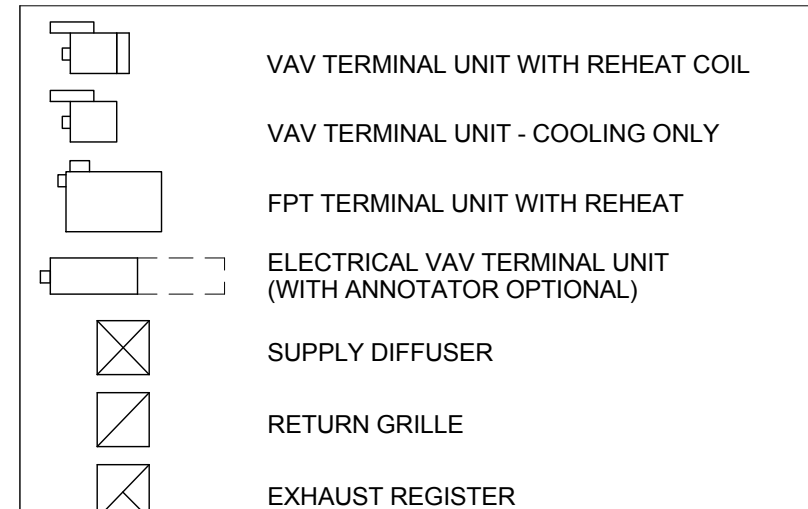 VAV TERMINAL UNIT WITH REHEAT COIL
VAV TERMINAL UNIT - COOLING ONLY
FPT TERMINAL UNIT WITH REHEAT
ELECTRICAL VAV TERMINAL UNIT
(WITH ANNOTATOR OPTIONAL)
SUPPLY DIFFUSER
RETURN GRILLE
EXHAUST REGISTER